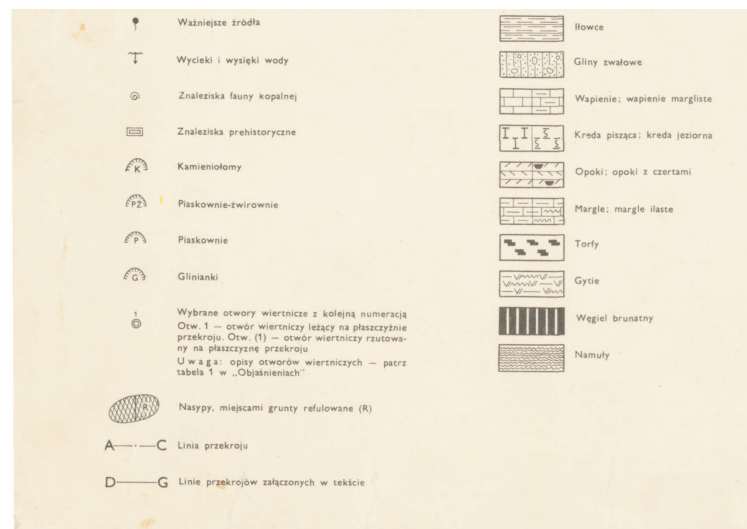 Ważniejsze źródła
Wycieki i wysięki wody
Znaleziska fauny kopalnej
Znaleziska prehistoryczne
K Kamieniołomy
PŻ Piaskownie-żwirownie
P Piaskownie
G Glinianki
1 Wybrane otwory wiertnicze z kolejną numeracją
Otw. 1 — otwór wiertniczy leżący na płaszczyźnie
przekroju. Otw. (1) — otwór wiertniczy rzutowa-
ny na płaszczyznę przekroju
Uwaga: opisy otworów wiertniczych — patrz
tabela 1 w „Objaśnieniach"
R Nasypy, miejscami grunty refulowane (R)
A—·—C Linia przekroju
D——G Linie przekrojów załączonych w tekście
Iłowce
Gliny zwałowe
Wapienie; wapienie margliste
Kreda pisząca; kreda jeziorna
Opoki; opoki z czertami
Margle; margle ilaste
Torfy
Gytie
Węgiel brunatny
Namuły